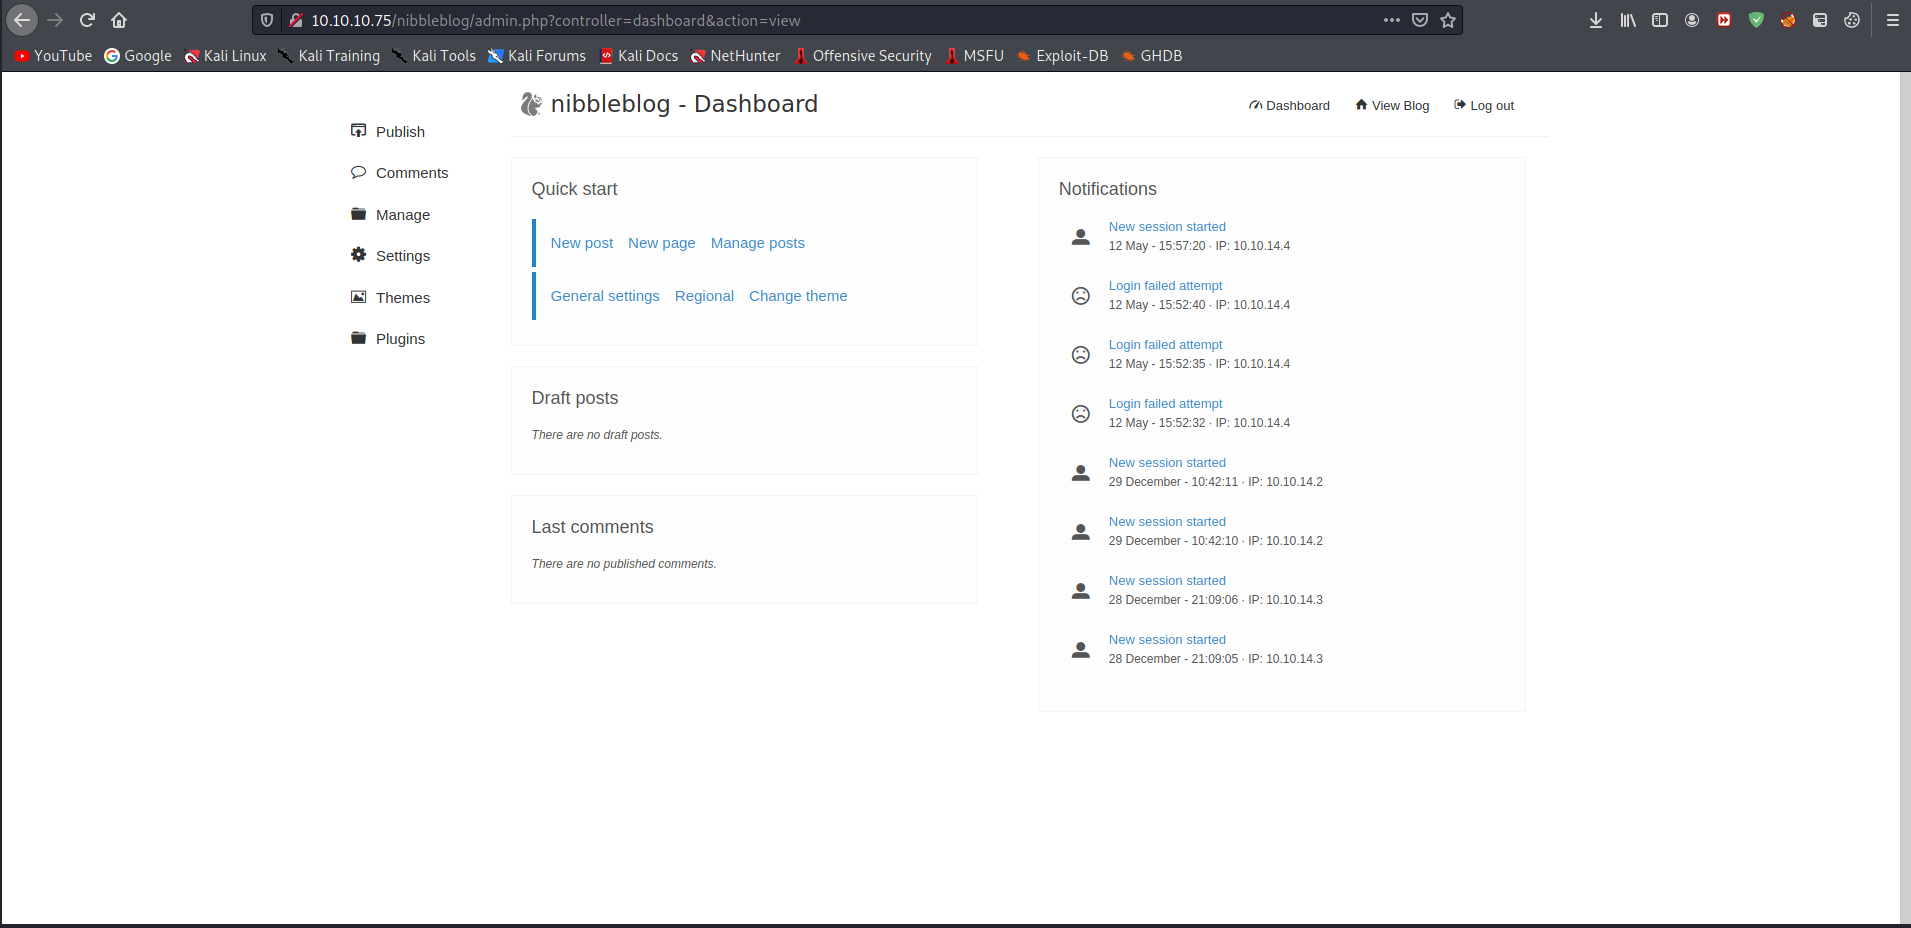 10.10.10.75/nibbleblog/admin.php?controller=dashboard&action=view
YouTube Google Kali Linux Kali Training Kali Tools Kali Forums Kali Docs NetHunter Offensive Security MSFU Exploit-DB GHDB
nibbleblog - Dashboard
Dashboard View Blog Log out
Publish
Comments
Manage
Settings
Themes
Plugins
Quick start
New post New page Manage posts
General settings Regional Change theme
Draft posts
There are no draft posts.
Last comments
There are no published comments.
Notifications
New session started
12 May - 15:57:20 · IP: 10.10.14.4
Login failed attempt
12 May - 15:52:40 · IP: 10.10.14.4
Login failed attempt
12 May - 15:52:35 · IP: 10.10.14.4
Login failed attempt
12 May - 15:52:32 · IP: 10.10.14.4
New session started
29 December - 10:42:11 · IP: 10.10.14.2
New session started
29 December - 10:42:10 · IP: 10.10.14.2
New session started
28 December - 21:09:06 · IP: 10.10.14.3
New session started
28 December - 21:09:05 · IP: 10.10.14.3